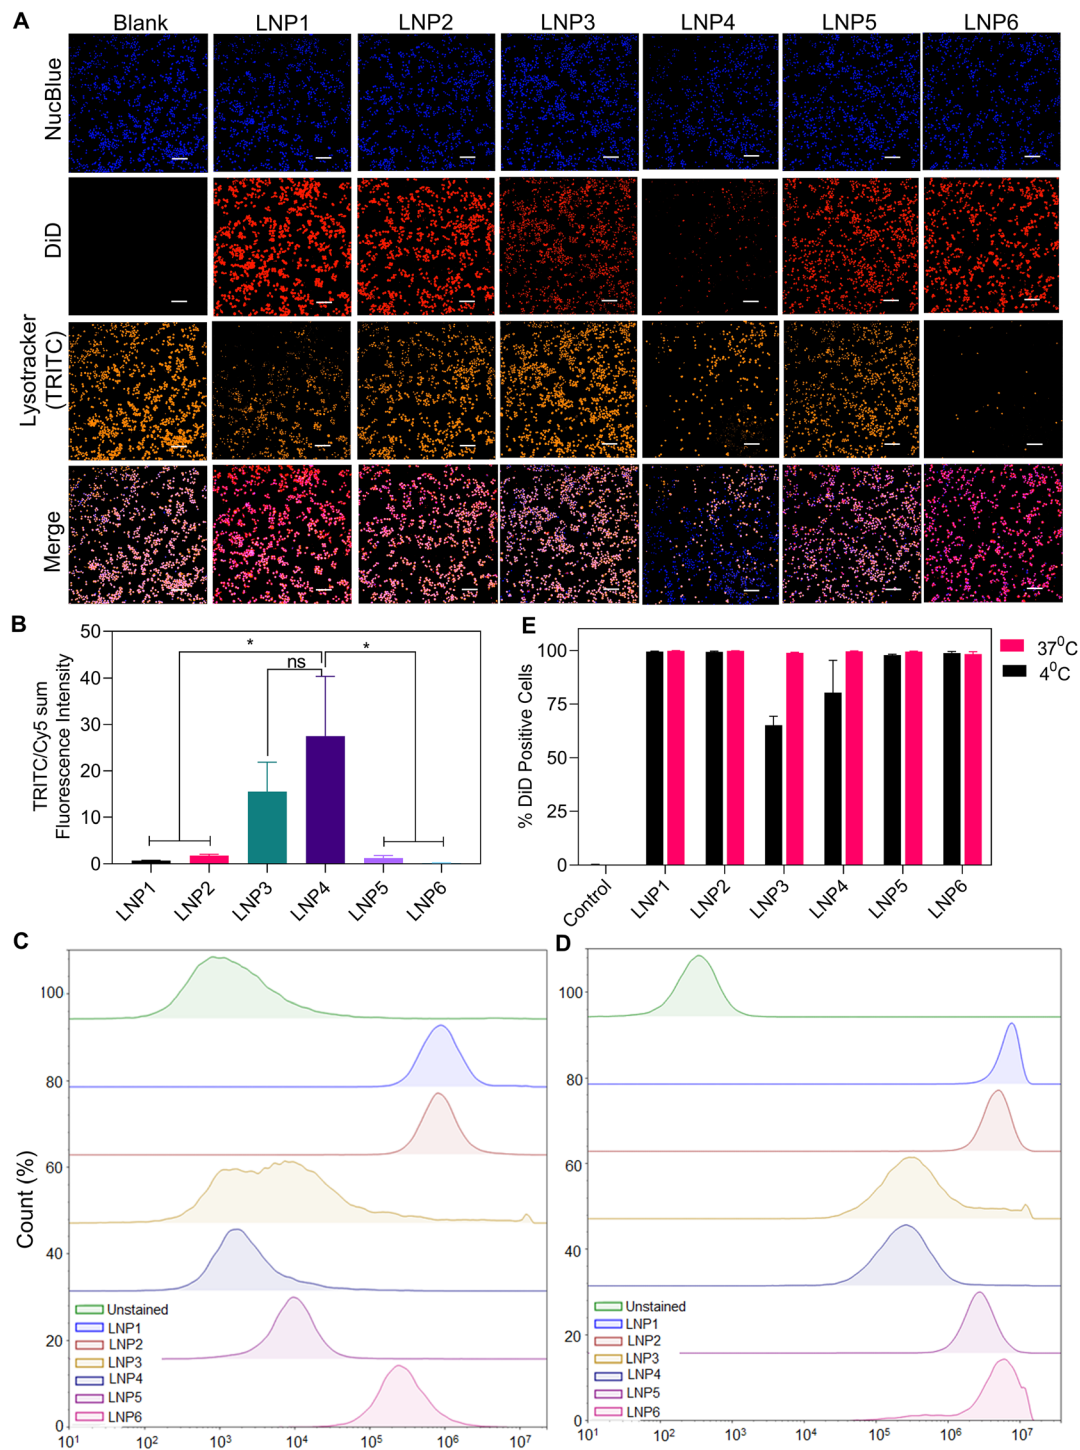 A
Blank LNP1 LNP2 LNP3 LNP4 LNP5 LNP6
NucBlue
DiD
Lysotracker
(TRITC)
Merge
B
TRITC/Cy5 sum
Fluorescence Intensity
50
40
30
20
10
0
* ns *
LNP1 LNP2 LNP3 LNP4 LNP5 LNP6
E
% DiD Positive Cells
100
75
50
25
0
37⁰C
4⁰C
Control LNP1 LNP2 LNP3 LNP4 LNP5 LNP6
C
Count (%)
100
80
60
40
20
0
Unstained
LNP1
LNP2
LNP3
LNP4
LNP5
LNP6
10¹ 10² 10³ 10⁴ 10⁵ 10⁶ 10⁷
D
100
80
60
40
20
0
Unstained
LNP1
LNP2
LNP3
LNP4
LNP5
LNP6
10¹ 10² 10³ 10⁴ 10⁵ 10⁶ 10⁷